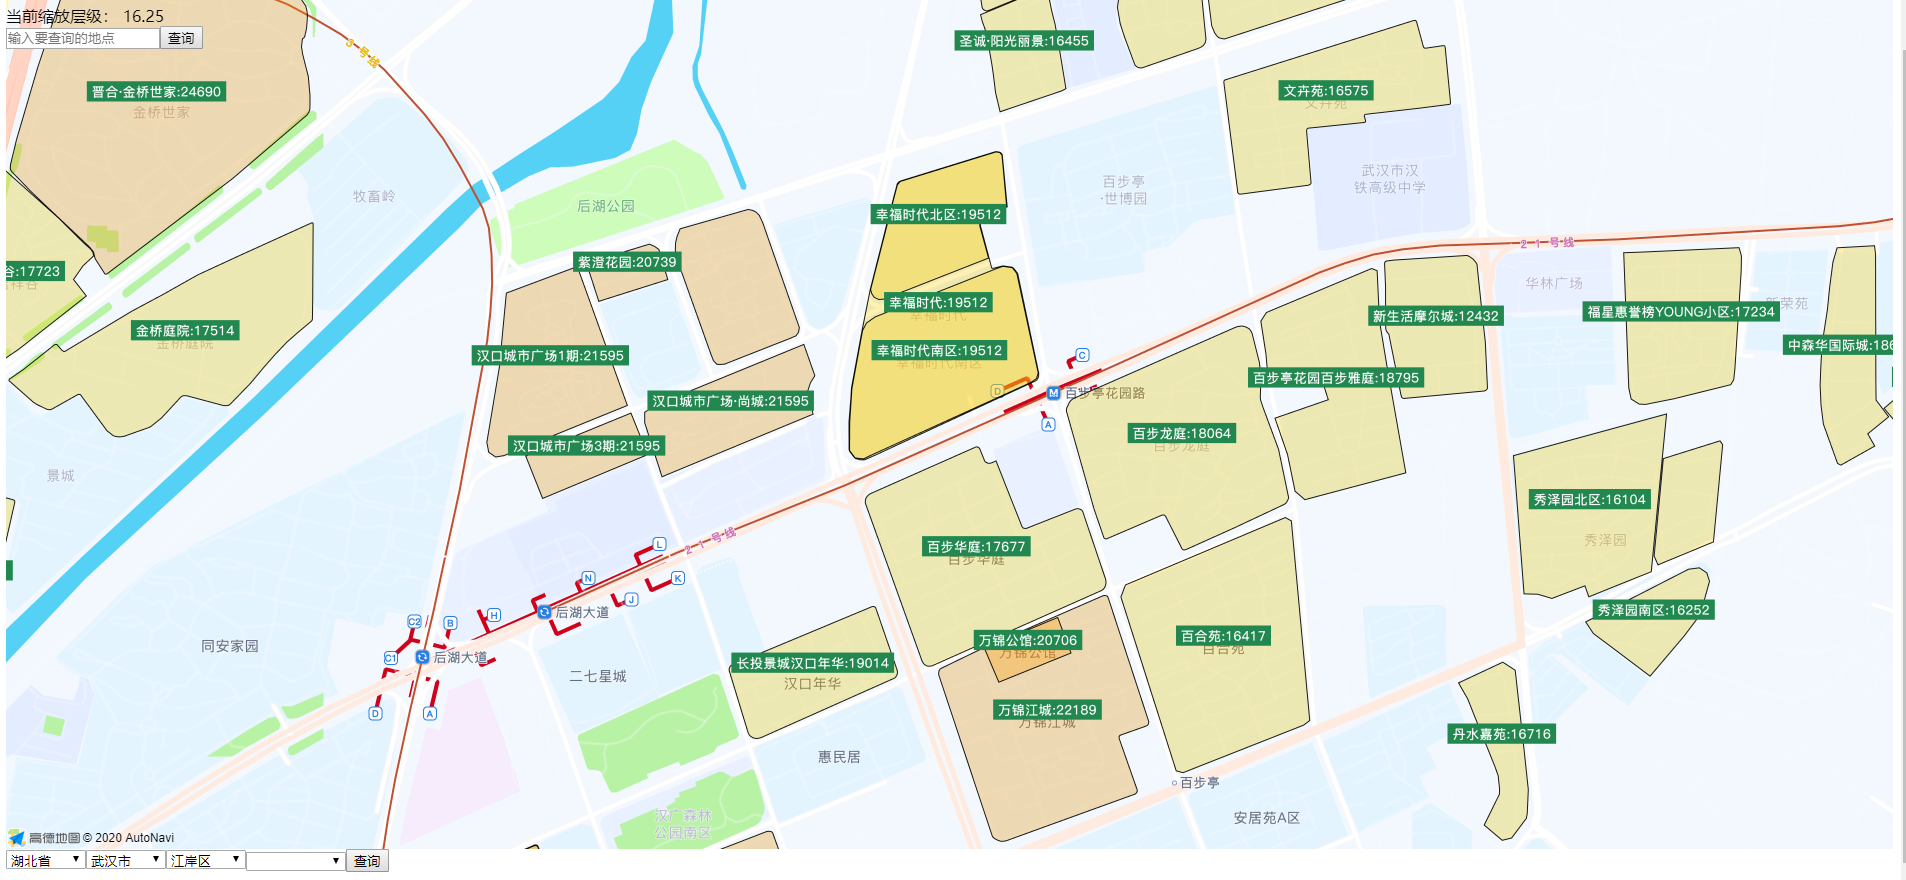 当前缩放层级： 16.25
输入要查询的地点 查询
3号线
圣诚·阳光丽景:16455
晋合·金桥世家:24690
金桥世家
文卉苑:16575
文卉苑
武汉市汉
铁高级中学
百步亭
·世博园
牧畜岭
后湖公园
幸福时代北区:19512
21号线
紫澄花园:20739
谷:17723
祥谷
华林广场
幸福时代:19512
幸福时代
新荣苑
福星惠誉榜YOUNG小区:17234
新生活摩尔城:12432
金桥庭院:17514
金桥庭院
中森华国际城:186
幸福时代南区:19512
幸福时代南区
汉口城市广场1期:21595
C
百步亭花园百步雅庭:18795
D
M
百步亭花园路
汉口城市广场·尚城:21595
A
百步龙庭:18064
百步龙庭
汉口城市广场3期:21595
景城
秀泽园北区:16104
秀泽园
21号线
L
百步华庭:17677
百步华庭
N
K
J
H
后湖大道
秀泽园南区:16252
C2
B
同安家园
C1
后湖大道
万锦公馆:20706
万锦公馆
百合苑:16417
百合苑
长投景城汉口年华:19014
汉口年华
二七星城
D
A
万锦江城:22189
万锦江城
丹水嘉苑:16716
惠民居
百步亭
汉广森林
公园南区
安居苑A区
高德地图 © 2020 AutoNavi
湖北省 武汉市 江岸区 查询